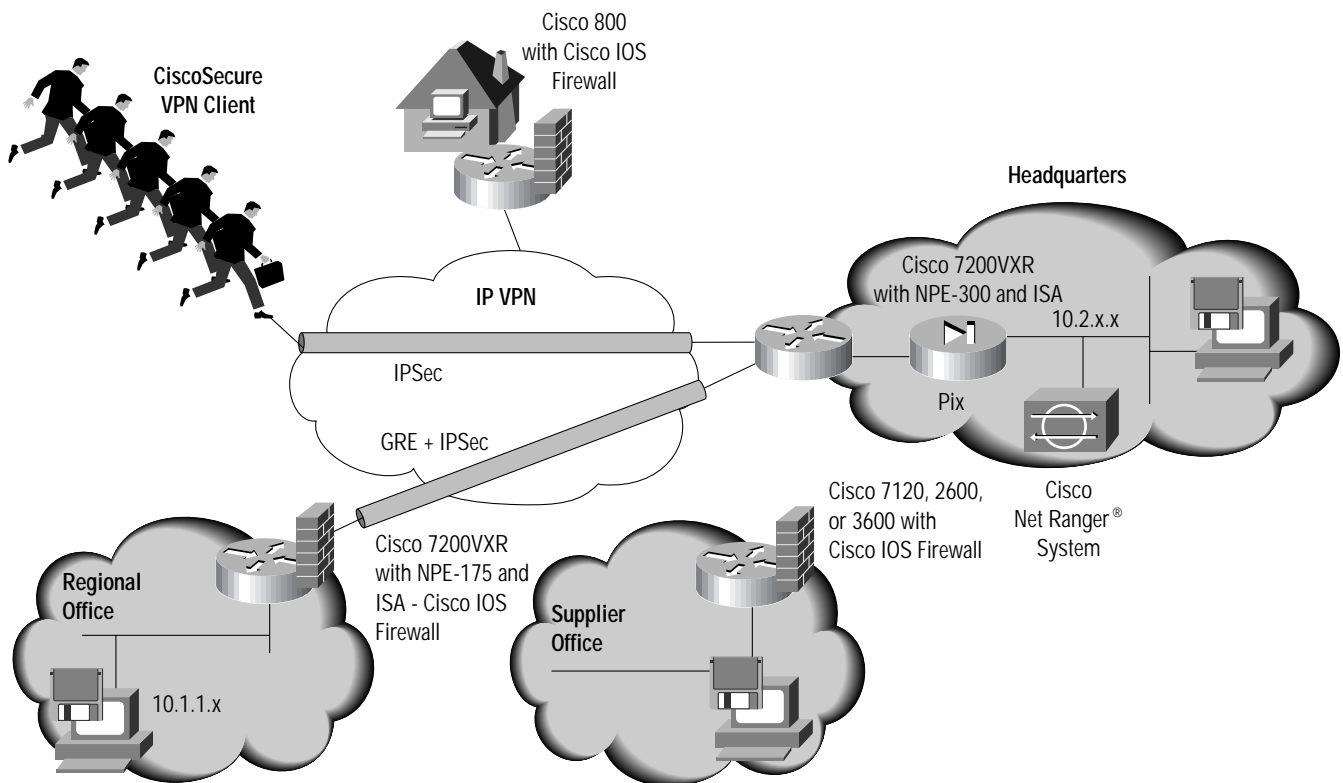 Cisco 800
with Cisco IOS
Firewall
CiscoSecure
VPN Client
Headquarters
IP VPN
Cisco 7200VXR
with NPE-300 and ISA
10.2.x.x
IPSec
Pix
GRE + IPSec
Cisco 7120, 2600,
or 3600 with
Cisco IOS Firewall
Cisco
Net Ranger®
System
Cisco 7200VXR
with NPE-175 and
ISA - Cisco IOS
Firewall
Regional
Office
10.1.1.x
Supplier
Office